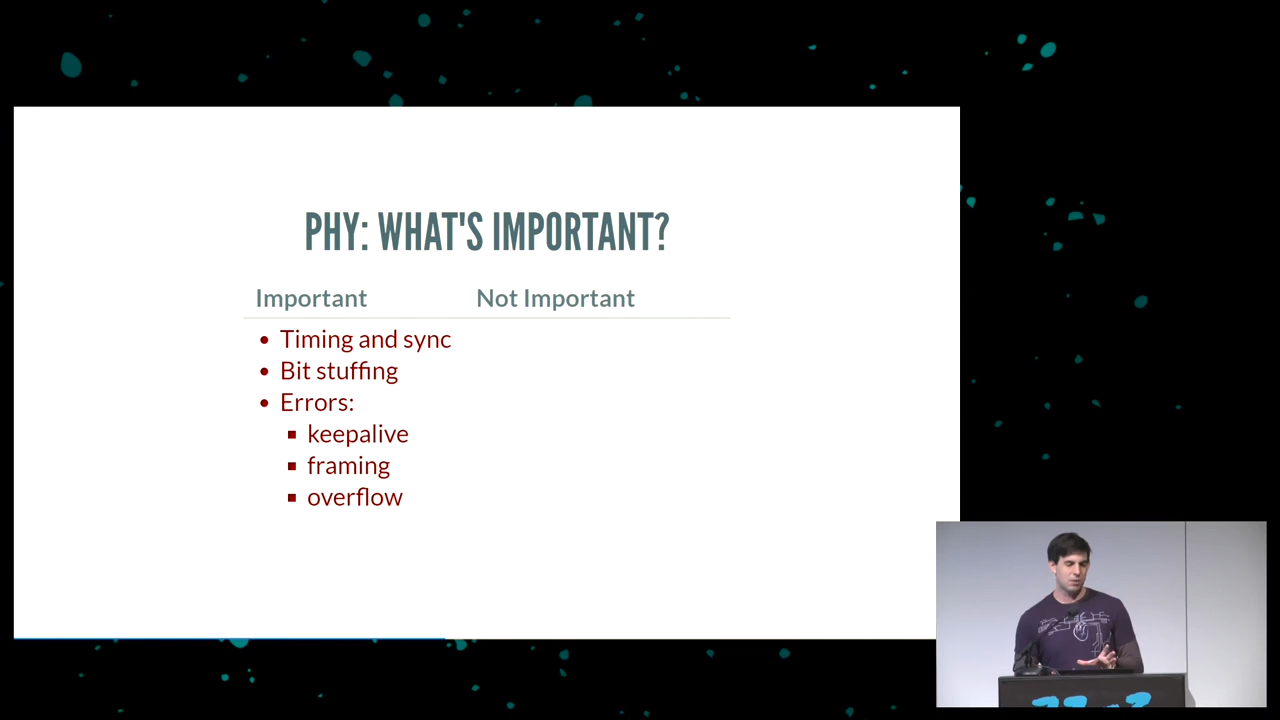 PHY: WHAT'S IMPORTANT?
Important Not Important
Timing and sync
Bit stuffing
Errors:
keepalive
framing
overflow